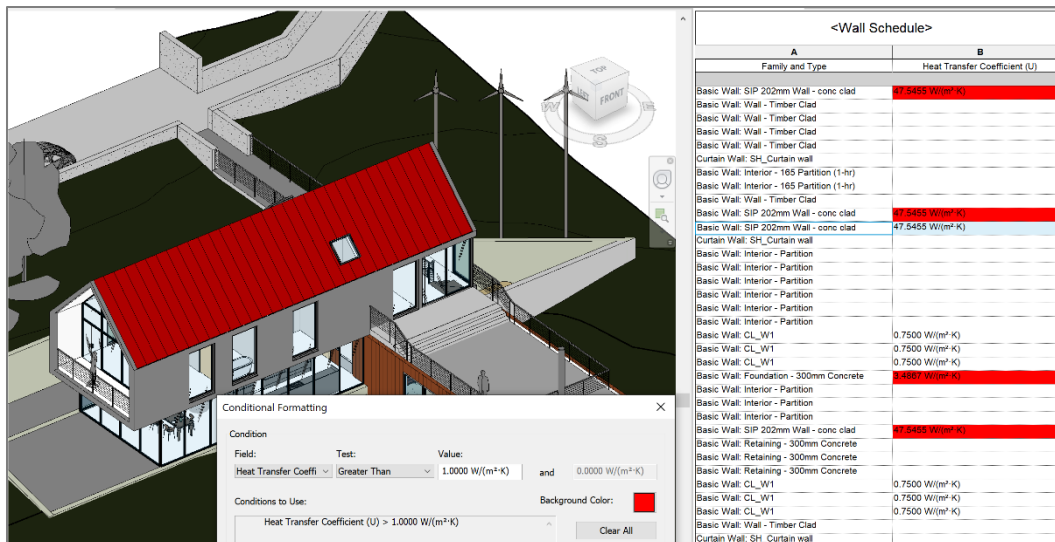 TOP
LEFT
FRONT
W
E
S
<Wall Schedule>
A B
Family and Type Heat Transfer Coefficient (U)
Basic Wall: SIP 202mm Wall - conc clad 47.5455 W/(m²·K)
Basic Wall: Wall - Timber Clad
Basic Wall: Wall - Timber Clad
Basic Wall: Wall - Timber Clad
Basic Wall: Wall - Timber Clad
Curtain Wall: SH_Curtain wall
Basic Wall: Interior - 165 Partition (1-hr)
Basic Wall: Interior - 165 Partition (1-hr)
Basic Wall: Wall - Timber Clad
Basic Wall: SIP 202mm Wall - conc clad 47.5455 W/(m²·K)
Basic Wall: SIP 202mm Wall - conc clad 47.5455 W/(m²·K)
Curtain Wall: SH_Curtain wall
Basic Wall: Interior - Partition
Basic Wall: Interior - Partition
Basic Wall: Interior - Partition
Basic Wall: Interior - Partition
Basic Wall: Interior - Partition
Basic Wall: Interior - Partition
Basic Wall: CL_W1 0.7500 W/(m²·K)
Basic Wall: CL_W1 0.7500 W/(m²·K)
Basic Wall: CL_W1 0.7500 W/(m²·K)
Basic Wall: Foundation - 300mm Concrete 3.4867 W/(m²·K)
Basic Wall: Interior - Partition
Basic Wall: Interior - Partition
Basic Wall: Interior - Partition
Basic Wall: SIP 202mm Wall - conc clad 47.5455 W/(m²·K)
Basic Wall: Retaining - 300mm Concrete
Basic Wall: Retaining - 300mm Concrete
Basic Wall: Retaining - 300mm Concrete
Basic Wall: CL_W1 0.7500 W/(m²·K)
Basic Wall: CL_W1 0.7500 W/(m²·K)
Basic Wall: CL_W1 0.7500 W/(m²·K)
Basic Wall: Wall - Timber Clad
Curtain Wall: SH_Curtain wall
Conditional Formatting
Condition
Field: Test: Value:
Heat Transfer Coeffi Greater Than 1.0000 W/(m²·K) and 0.0000 W/(m²·K)
Conditions to Use: Background Color:
Heat Transfer Coefficient (U) > 1.0000 W/(m²·K)
Clear All